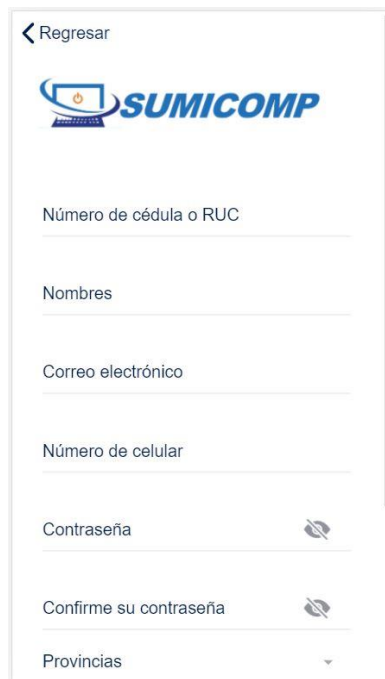 Regresar
SUMICOMP
Número de cédula o RUC
Nombres
Correo electrónico
Número de celular
Contraseña
Confirme su contraseña
Provincias